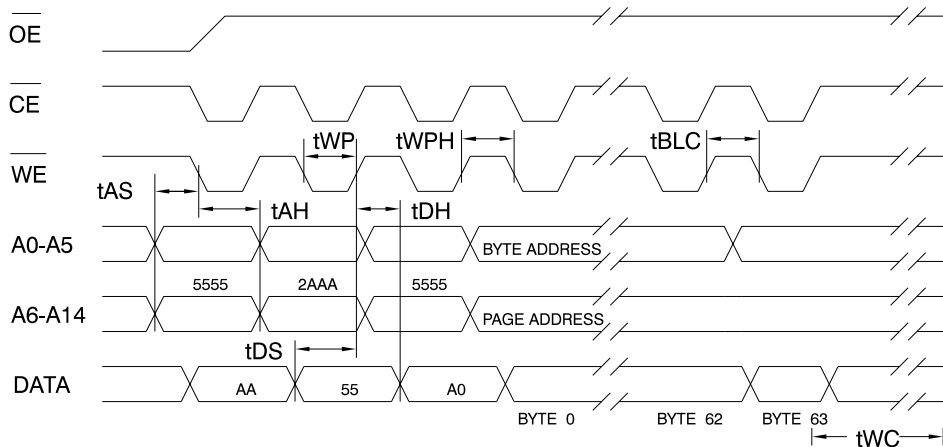 OE
CE
tWP tWPH tBLC
WE
tAS
tAH tDH
A0-A5 BYTE ADDRESS
5555 2AAA 5555
A6-A14 PAGE ADDRESS
tDS
DATA AA 55 A0
BYTE 0 BYTE 62 BYTE 63
tWC